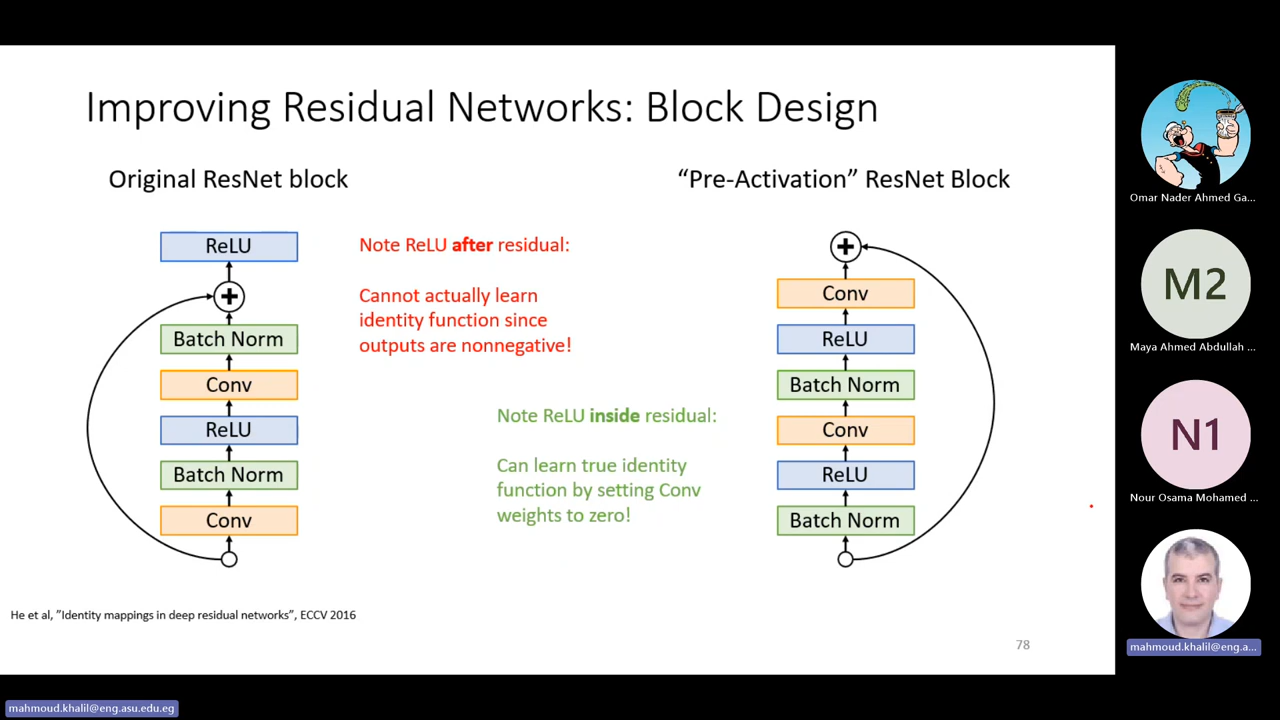 Improving Residual Networks: Block Design
Original ResNet block
ReLU
+
Batch Norm
Conv
ReLU
Batch Norm
Conv
Note ReLU after residual:
Cannot actually learn
identity function since
outputs are nonnegative!
Note ReLU inside residual:
Can learn true identity
function by setting Conv
weights to zero!
“Pre-Activation” ResNet Block
+
Conv
ReLU
Batch Norm
Conv
ReLU
Batch Norm
He et al, ”Identity mappings in deep residual networks”, ECCV 2016
78
Omar Nader Ahmed Ga...
M2
Maya Ahmed Abdullah ...
N1
Nour Osama Mohamed ...
mahmoud.khalil@eng.a...
mahmoud.khalil@eng.asu.edu.eg